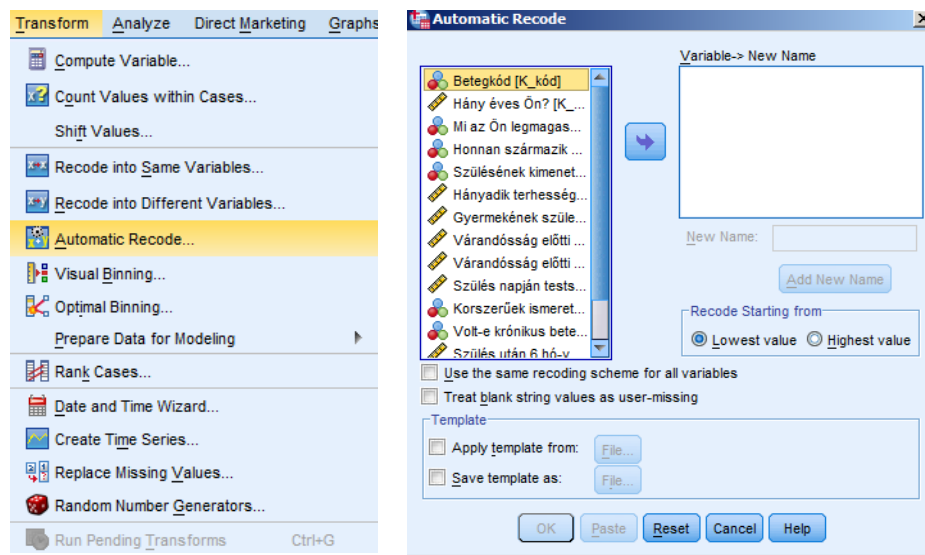 Transform Analyze Direct Marketing Graphs
Compute Variable...
Count Values within Cases...
Shift Values...
Recode into Same Variables...
Recode into Different Variables...
Automatic Recode...
Visual Binning...
Optimal Binning...
Prepare Data for Modeling
Rank Cases...
Date and Time Wizard...
Create Time Series...
Replace Missing Values...
Random Number Generators...
Run Pending Transforms Ctrl+G
Automatic Recode
Variable-> New Name
Betegkód [K_kód]
Hány éves Ön? [K_...
Mi az Ön legmagas...
Honnan származik ...
Szülésének kimenet...
Hányadik terhesség...
Gyermekének szüle...
Várandósság előtti ...
Várandósság előtti ...
Szülés napján tests...
Korszerűek ismeret...
Volt-e krónikus bete...
Szülés után 6 hó-v
New Name:
Add New Name
Recode Starting from
Lowest value Highest value
Use the same recoding scheme for all variables
Treat blank string values as user-missing
Template
Apply template from: File...
Save template as: File...
OK Paste Reset Cancel Help